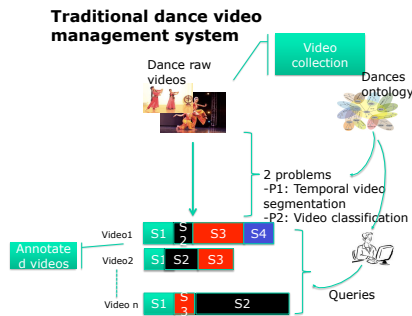 Traditional dance video
management system
Video
collection
Dance raw
videos
Dances
ontology
2 problems
-P1: Temporal video
segmentation
-P2: Video classification
Video1
S1
S
2
S3
S4
Annotate
d videos
Video2
S1
S2
S3
Queries
Video n
S1
S
3
S2